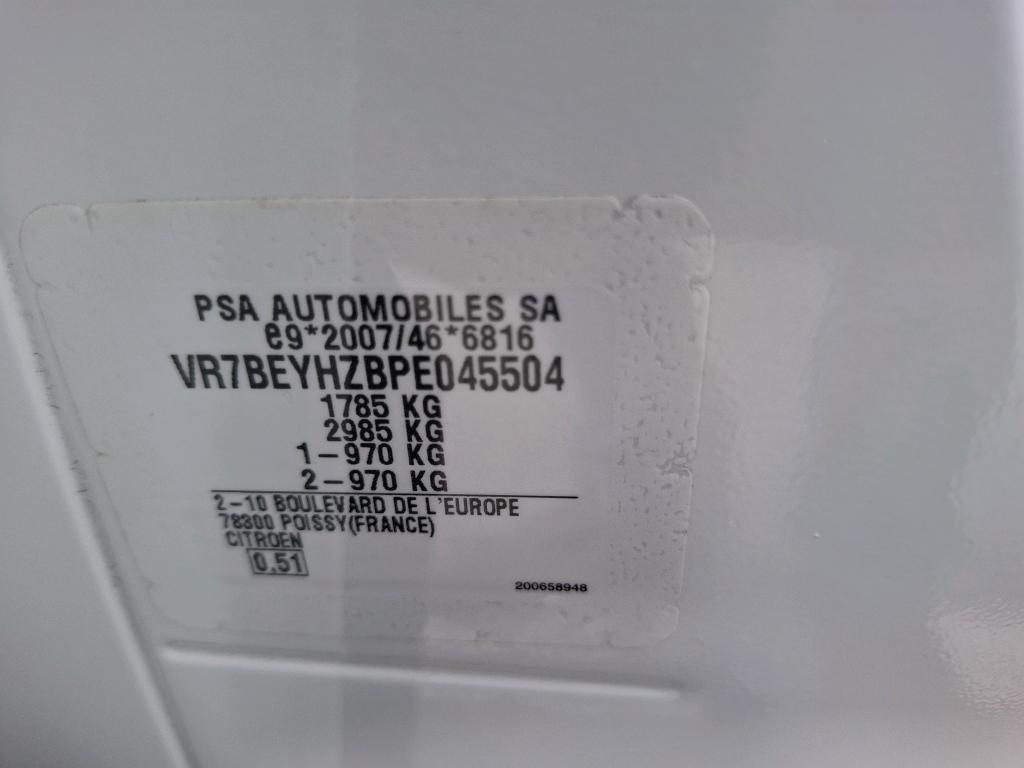 PSA AUTOMOBILES SA
e9*2007/46*6816
VR7BEYHZBPE045504
1785 KG
2985 KG
1-970 KG
2-970 KG
2-10 BOULEVARD DE L'EUROPE
78300 POISSY(FRANCE)
CITROEN
0.51
200658948